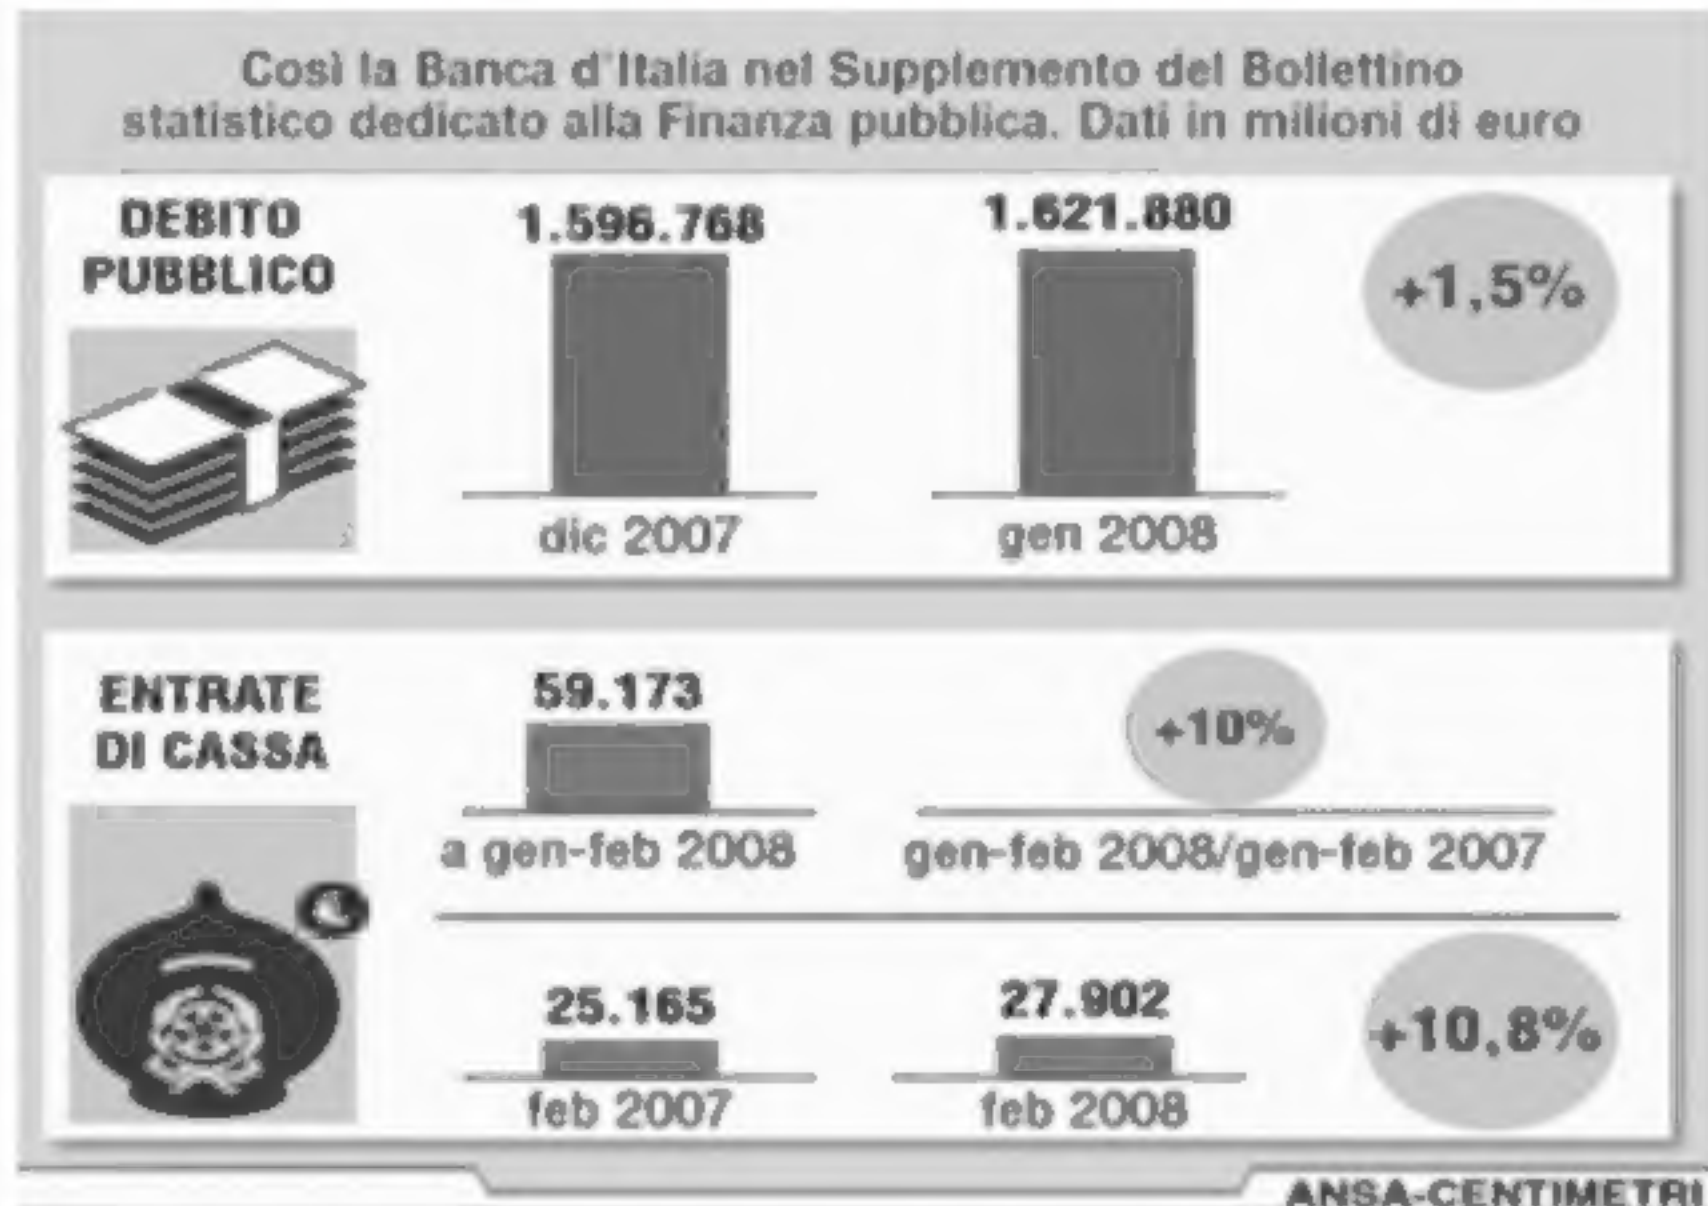 Così la Banca d'Italia nel Supplemento del Bollettino
statistico dedicato alla Finanza pubblica. Dati in milioni di euro
DEBITO
PUBBLICO
1.596.768
1.621.880
+1,5%
dic 2007
gen 2008
ENTRATE
DI CASSA
59.173
+10%
a gen-feb 2008
gen-feb 2008/gen-feb 2007
25.165
27.902
+10,8%
feb 2007
feb 2008
ANSA-CENTIMETRI